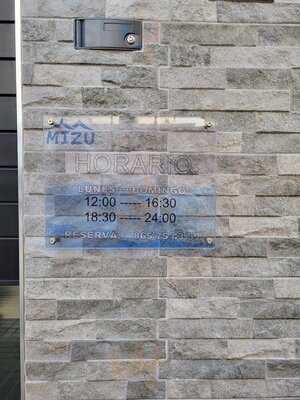 MIZU
HORARIO
LUNES - DOMINGO
12:00 ----- 16:30
18:30 ----- 24:00
RESERVA